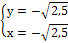 y = −√2,5
x = −√2,5